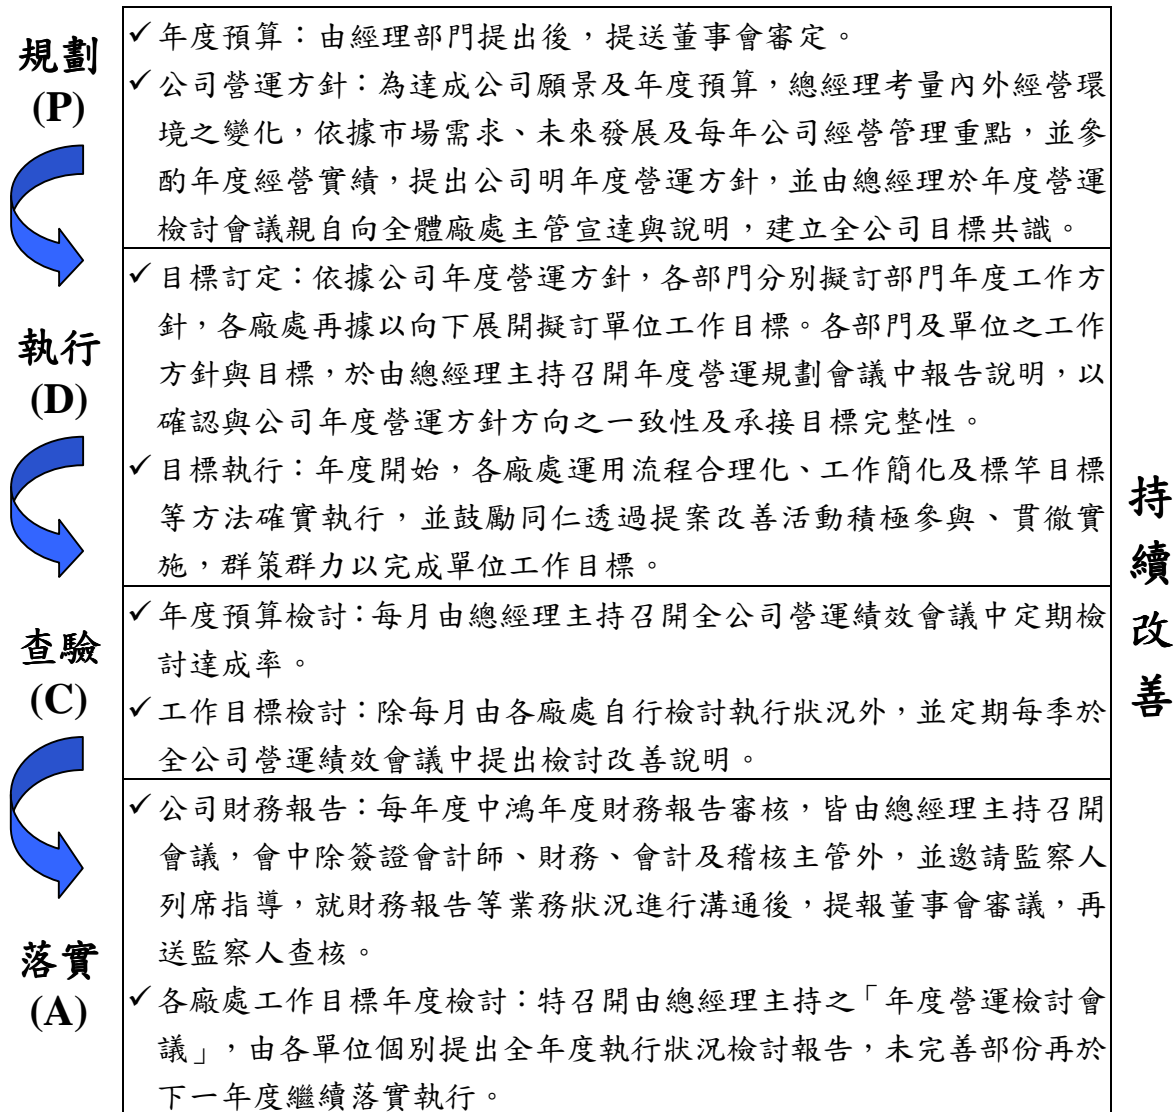 規劃
(P)
✓年度預算：由經理部門提出後，提送董事會審定。
✓公司營運方針：為達成公司願景及年度預算，總經理考量內外經營環
境之變化，依據市場需求、未來發展及每年公司經營管理重點，並參
酌年度經營實績，提出公司明年度營運方針，並由總經理於年度營運
檢討會議親自向全體廠處主管宣達與說明，建立全公司目標共識。
執行
(D)
✓目標訂定：依據公司年度營運方針，各部門分別擬訂部門年度工作方
針，各廠處再據以向下展開擬訂單位工作目標。各部門及單位之工作
方針與目標，於由總經理主持召開年度營運規劃會議中報告說明，以
確認與公司年度營運方針方向之一致性及承接目標完整性。
✓目標執行：年度開始，各廠處運用流程合理化、工作簡化及標竿目標
等方法確實執行，並鼓勵同仁透過提案改善活動積極參與、貫徹實
施，群策群力以完成單位工作目標。
查驗
(C)
✓年度預算檢討：每月由總經理主持召開全公司營運績效會議中定期檢
討達成率。
✓工作目標檢討：除每月由各廠處自行檢討執行狀況外，並定期每季於
全公司營運績效會議中提出檢討改善說明。
落實
(A)
✓公司財務報告：每年度中鴻年度財務報告審核，皆由總經理主持召開
會議，會中除簽證會計師、財務、會計及稽核主管外，並邀請監察人
列席指導，就財務報告等業務狀況進行溝通後，提報董事會審議，再
送監察人查核。
✓各廠處工作目標年度檢討：特召開由總經理主持之「年度營運檢討會
議」，由各單位個別提出全年度執行狀況檢討報告，未完善部份再於
下一年度繼續落實執行。
持續改善